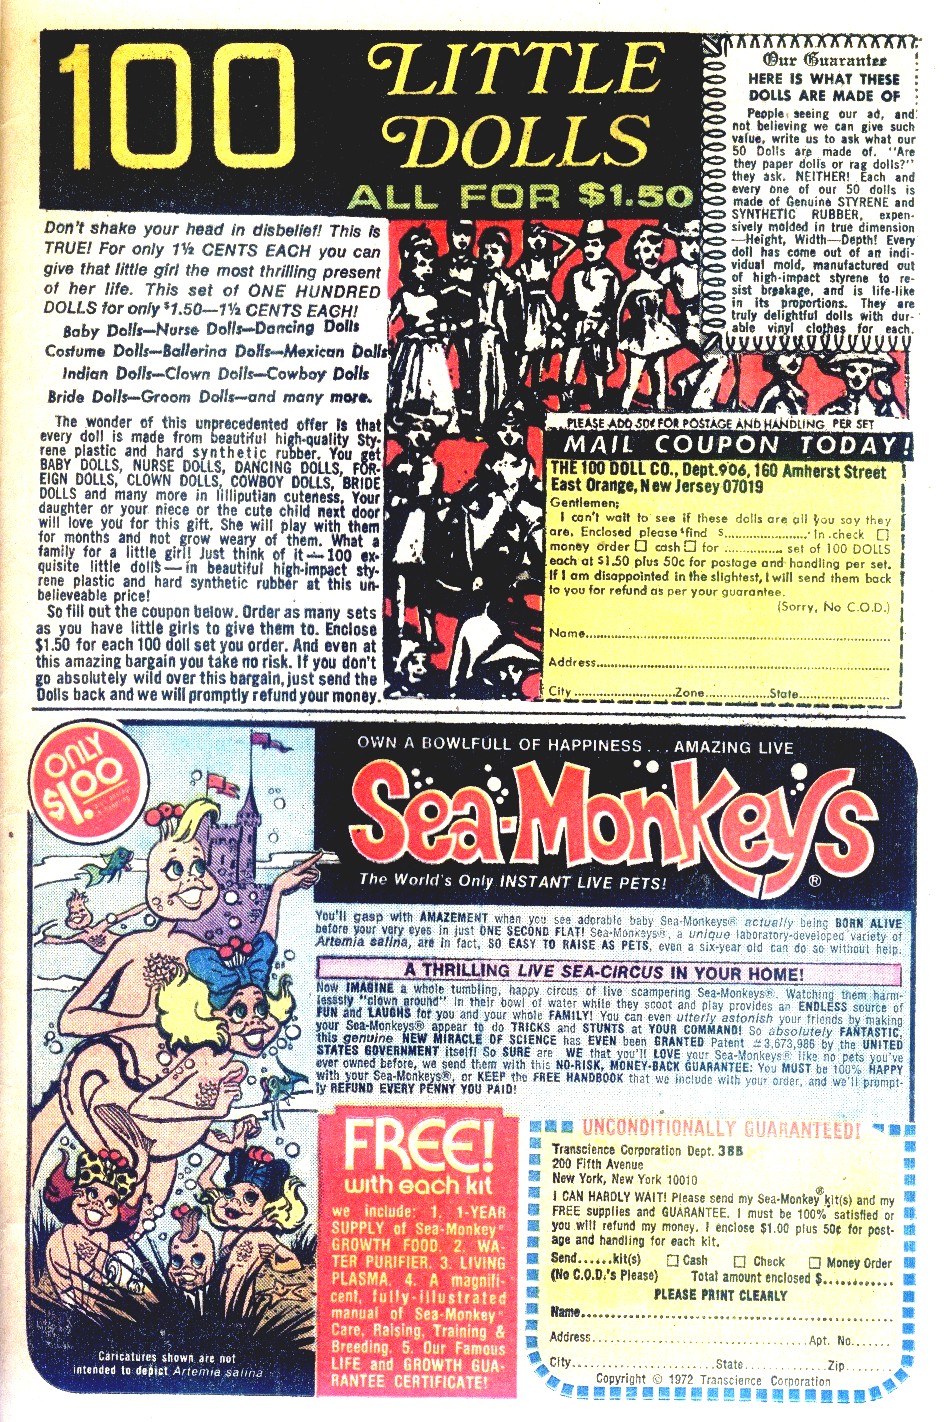 100
LITTLE
DOLLS
ALL FOR $1.50
Our Guarantee
HERE IS WHAT THESE
DOLLS ARE MADE OF
People seeing our ad, and
not believing we can give such
value, write us to ask what our
50 Dolls are made of. "Are
they paper dolls or rag dolls?"
they ask. NEITHER! Each and
every one of our 50 dolls is
made of Genuine STYRENE and
SYNTHETIC RUBBER, expen-
sively molded in true dimension
—Height, Width—Depth! Every
doll has come out of an indi-
vidual mold, manufactured out
of high-impact styrene to re-
sist breakage, and is life-like
in its proportions. They are
truly delightful dolls with dur-
able vinyl clothes for each.
Don't shake your head in disbelief! This is
TRUE! For only 1½ CENTS EACH you can
give that little girl the most thrilling present
of her life. This set of ONE HUNDRED
DOLLS for only $1.50—1½ CENTS EACH!
Baby Dolls—Nurse Dolls—Dancing Dolls
Costume Dolls—Ballerina Dolls—Mexican Dolls
Indian Dolls—Clown Dolls—Cowboy Dolls
Bride Dolls—Groom Dolls—and many more.
The wonder of this unprecedented offer is that
every doll is made from beautiful high-quality Sty-
rene plastic and hard synthetic rubber. You get
BABY DOLLS, NURSE DOLLS, DANCING DOLLS, FOR-
EIGN DOLLS, CLOWN DOLLS, COWBOY DOLLS, BRIDE
DOLLS and many more in lilliputian cuteness. Your
daughter or your niece or the cute child next door
will love you for this gift. She will play with them
for months and not grow weary of them. What a
family for a little girl! Just think of it — 100 ex-
quisite little dolls — in beautiful high-impact sty-
rene plastic and hard synthetic rubber at this un-
believeable price!
So fill out the coupon below. Order as many sets
as you have little girls to give them to. Enclose
$1.50 for each 100 doll set you order. And even at
this amazing bargain you take no risk. If you don't
go absolutely wild over this bargain, just send the
Dolls back and we will promptly refund your money.
PLEASE ADD 50¢ FOR POSTAGE AND HANDLING PER SET
MAIL COUPON TODAY!
THE 100 DOLL CO., Dept. 906, 160 Amherst Street
East Orange, New Jersey 07019
Gentlemen;
I can't wait to see if these dolls are all you say they
are. Enclosed please find $.................... In check □
money order □ cash □ for ............... set of 100 DOLLS
each at $1.50 plus 50c for postage and handling per set.
If I am disappointed in the slightest, I will send them back
to you for refund as per your guarantee.
(Sorry, No C.O.D.)
Name..................................................
Address..................................................
City ........................Zone...............State......................
ONLY
$1.00
OWN A BOWLFULL OF HAPPINESS . . . AMAZING LIVE
Sea-Monkeys®
The World's Only INSTANT LIVE PETS!
You'll gasp with AMAZEMENT when you see adorable baby Sea-Monkeys® actually being BORN ALIVE
before your very eyes in just ONE SECOND FLAT! Sea-Monkeys®, a unique laboratory-developed variety of
Artemia salina, are in fact, SO EASY TO RAISE AS PETS, even a six-year old can do so without help.
A THRILLING LIVE SEA-CIRCUS IN YOUR HOME!
Now IMAGINE a whole tumbling, happy circus of live scampering Sea-Monkeys®. Watching them harm-
lessly "clown around" in their bowl of water while they scoot and play provides an ENDLESS source of
FUN and LAUGHS for you and your whole FAMILY! You can even utterly astonish your friends by making
your Sea-Monkeys® appear to do TRICKS and STUNTS at YOUR COMMAND! So absolutely FANTASTIC,
this genuine NEW MIRACLE OF SCIENCE has EVEN been GRANTED Patent #3,673,986 by the UNITED
STATES GOVERNMENT itself! So SURE are WE that you'll LOVE your Sea-Monkeys® like no pets you've
ever owned before, we send them with this NO-RISK, MONEY-BACK GUARANTEE: You MUST be 100% HAPPY
with your Sea-Monkeys®, or KEEP the FREE HANDBOOK that we include with your order, and we'll prompt-
ly REFUND EVERY PENNY YOU PAID!
FREE!
with each kit
we include: 1. 1-YEAR
SUPPLY of Sea-Monkey®
GROWTH FOOD. 2. WA-
TER PURIFIER. 3. LIVING
PLASMA. 4. A magnifi-
cent, fully-illustrated
manual of Sea-Monkey®
Care, Raising, Training &
Breeding. 5. Our Famous
LIFE and GROWTH GUA-
RANTEE CERTIFICATE!
UNCONDITIONALLY GUARANTEED!
Transcience Corporation Dept. 38B
200 Fifth Avenue
New York, New York 10010
I CAN HARDLY WAIT! Please send my Sea-Monkey® kit(s) and my
FREE supplies and GUARANTEE. I must be 100% satisfied or
you will refund my money. I enclose $1.00 plus 50¢ for post-
age and handling for each kit.
Send......kit(s) □ Cash □ Check □ Money Order
(No C.O.D.'s Please) Total amount enclosed $............
PLEASE PRINT CLEARLY
Name..................................................
Address...................................Apt. No.......
City.......................State.............Zip........
Copyright © 1972 Transcience Corporation
Caricatures shown are not
intended to depict Artemia salina.